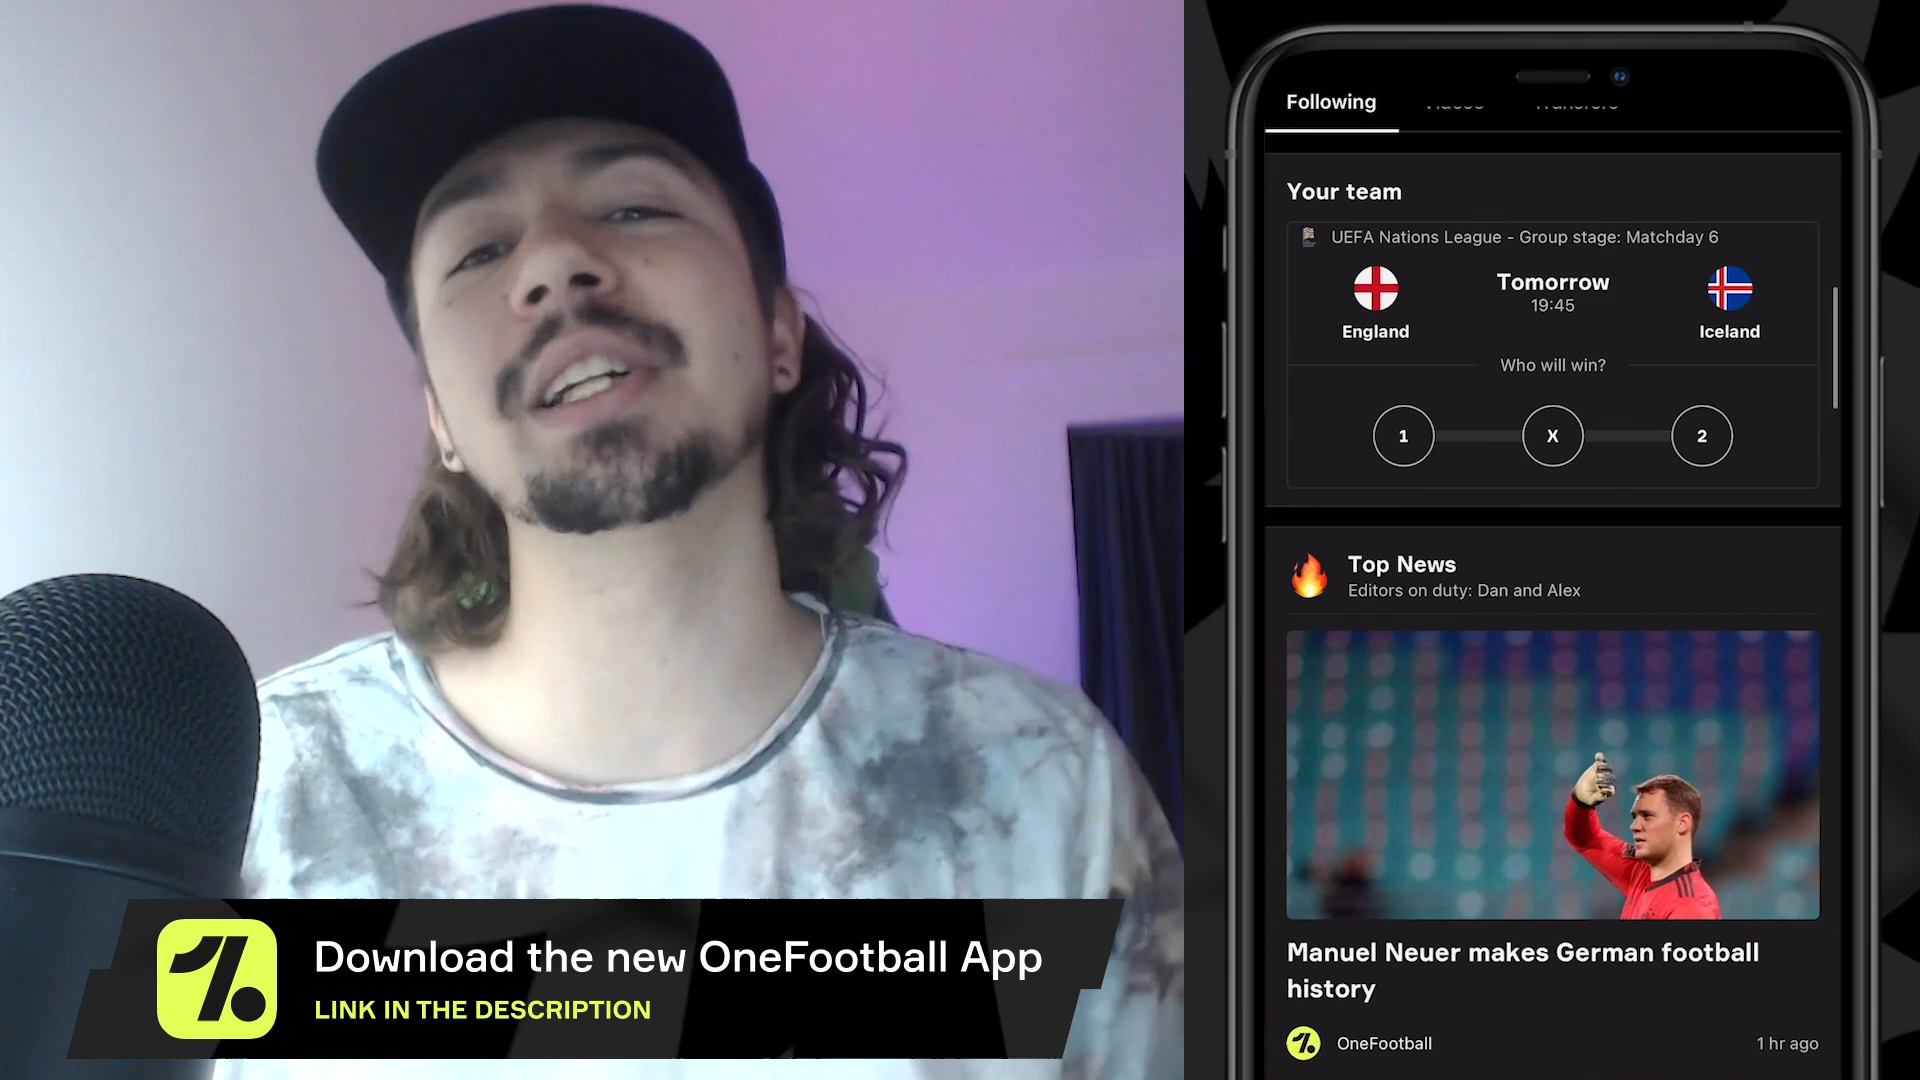 Following Videos Transfers
Your team
UEFA Nations League - Group stage: Matchday 6
Tomorrow
19:45
England
Iceland
Who will win?
1 X 2
Top News
Editors on duty: Dan and Alex
Manuel Neuer makes German football
history
OneFootball 1 hr ago
Download the new OneFootball App
LINK IN THE DESCRIPTION